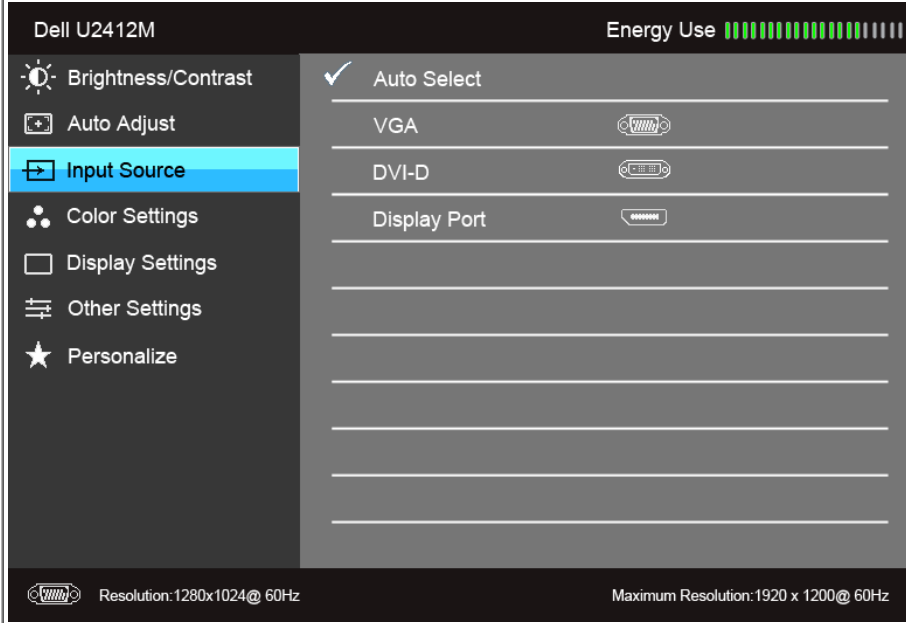 Dell U2412M
Energy Use
Brightness/Contrast
Auto Adjust
Input Source
Color Settings
Display Settings
Other Settings
Personalize
Auto Select
VGA
DVI-D
Display Port
Resolution:1280x1024@ 60Hz
Maximum Resolution:1920 x 1200@ 60Hz